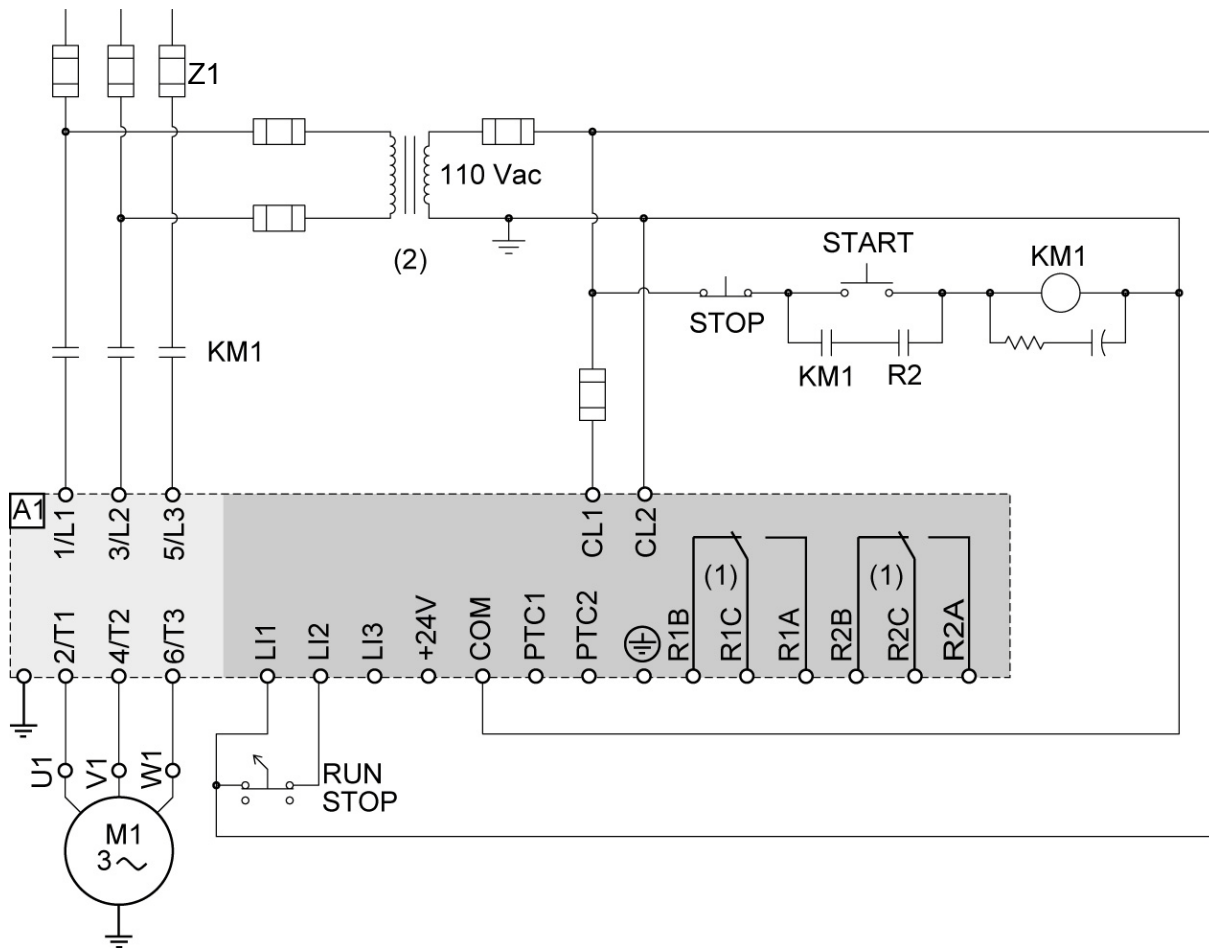 Z1
110 Vac
(2)
START
KM1
STOP
KM1
KM1
R2
A1
1/L1
3/L2
5/L3
CL1
CL2
(1)
(1)
2/T1
4/T2
6/T3
LI1
LI2
LI3
+24V
COM
PTC1
PTC2
R1B
R1C
R1A
R2B
R2C
R2A
U1
V1
W1
RUN
STOP
M1
3～